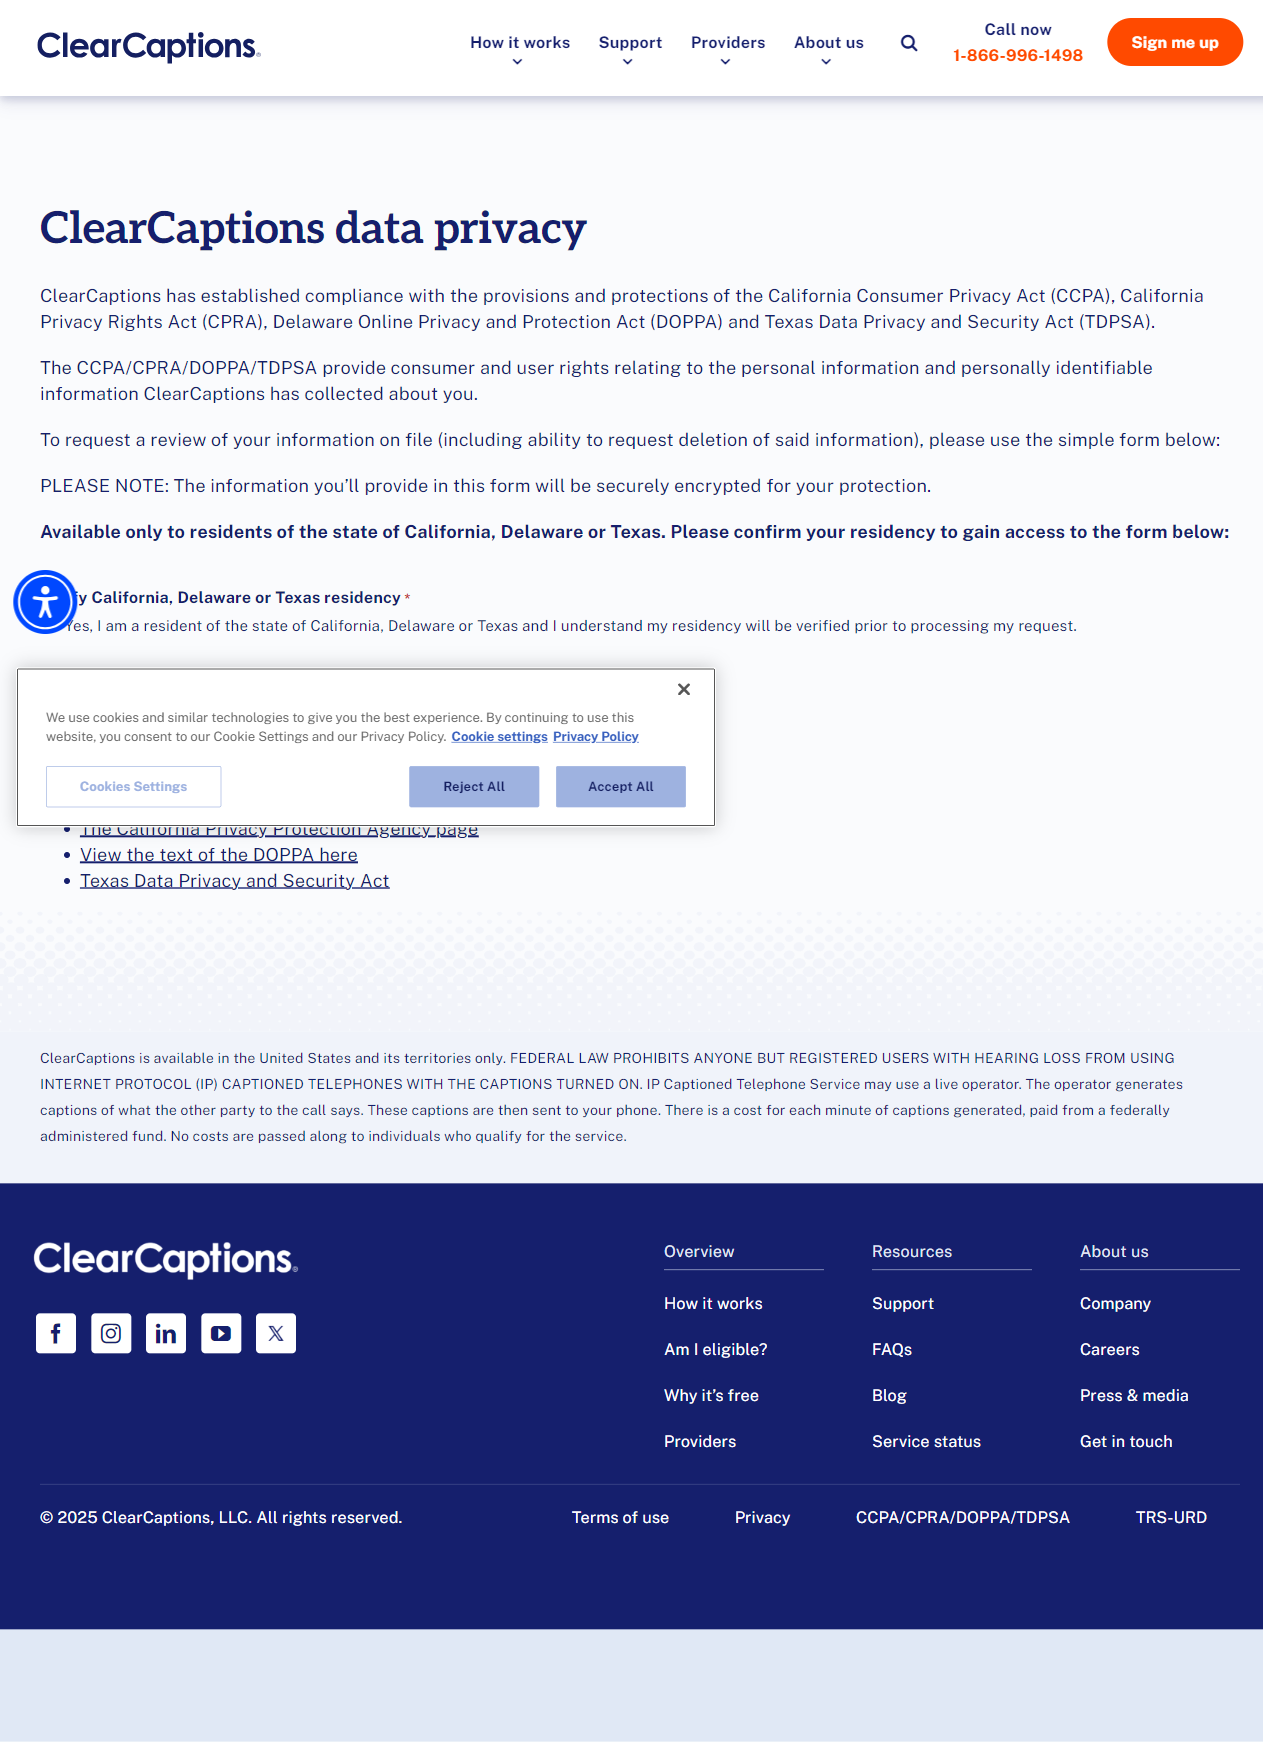 ClearCaptions®
How it works
Support
Providers
About us
Call now
1-866-996-1498
Sign me up
ClearCaptions data privacy
ClearCaptions has established compliance with the provisions and protections of the California Consumer Privacy Act (CCPA), California
Privacy Rights Act (CPRA), Delaware Online Privacy and Protection Act (DOPPA) and Texas Data Privacy and Security Act (TDPSA).
The CCPA/CPRA/DOPPA/TDPSA provide consumer and user rights relating to the personal information and personally identifiable
information ClearCaptions has collected about you.
To request a review of your information on file (including ability to request deletion of said information), please use the simple form below:
PLEASE NOTE: The information you’ll provide in this form will be securely encrypted for your protection.
Available only to residents of the state of California, Delaware or Texas. Please confirm your residency to gain access to the form below:
California, Delaware or Texas residency *
Yes, I am a resident of the state of California, Delaware or Texas and I understand my residency will be verified prior to processing my request.
We use cookies and similar technologies to give you the best experience. By continuing to use this
website, you consent to our Cookie Settings and our Privacy Policy. Cookie settings Privacy Policy
Cookies Settings
Reject All
Accept All
The California Privacy Protection Agency page
View the text of the DOPPA here
Texas Data Privacy and Security Act
ClearCaptions is available in the United States and its territories only. FEDERAL LAW PROHIBITS ANYONE BUT REGISTERED USERS WITH HEARING LOSS FROM USING
INTERNET PROTOCOL (IP) CAPTIONED TELEPHONES WITH THE CAPTIONS TURNED ON. IP Captioned Telephone Service may use a live operator. The operator generates
captions of what the other party to the call says. These captions are then sent to your phone. There is a cost for each minute of captions generated, paid from a federally
administered fund. No costs are passed along to individuals who qualify for the service.
ClearCaptions®
Overview
How it works
Am I eligible?
Why it’s free
Providers
Resources
Support
FAQs
Blog
Service status
About us
Company
Careers
Press & media
Get in touch
© 2025 ClearCaptions, LLC. All rights reserved.
Terms of use
Privacy
CCPA/CPRA/DOPPA/TDPSA
TRS-URD